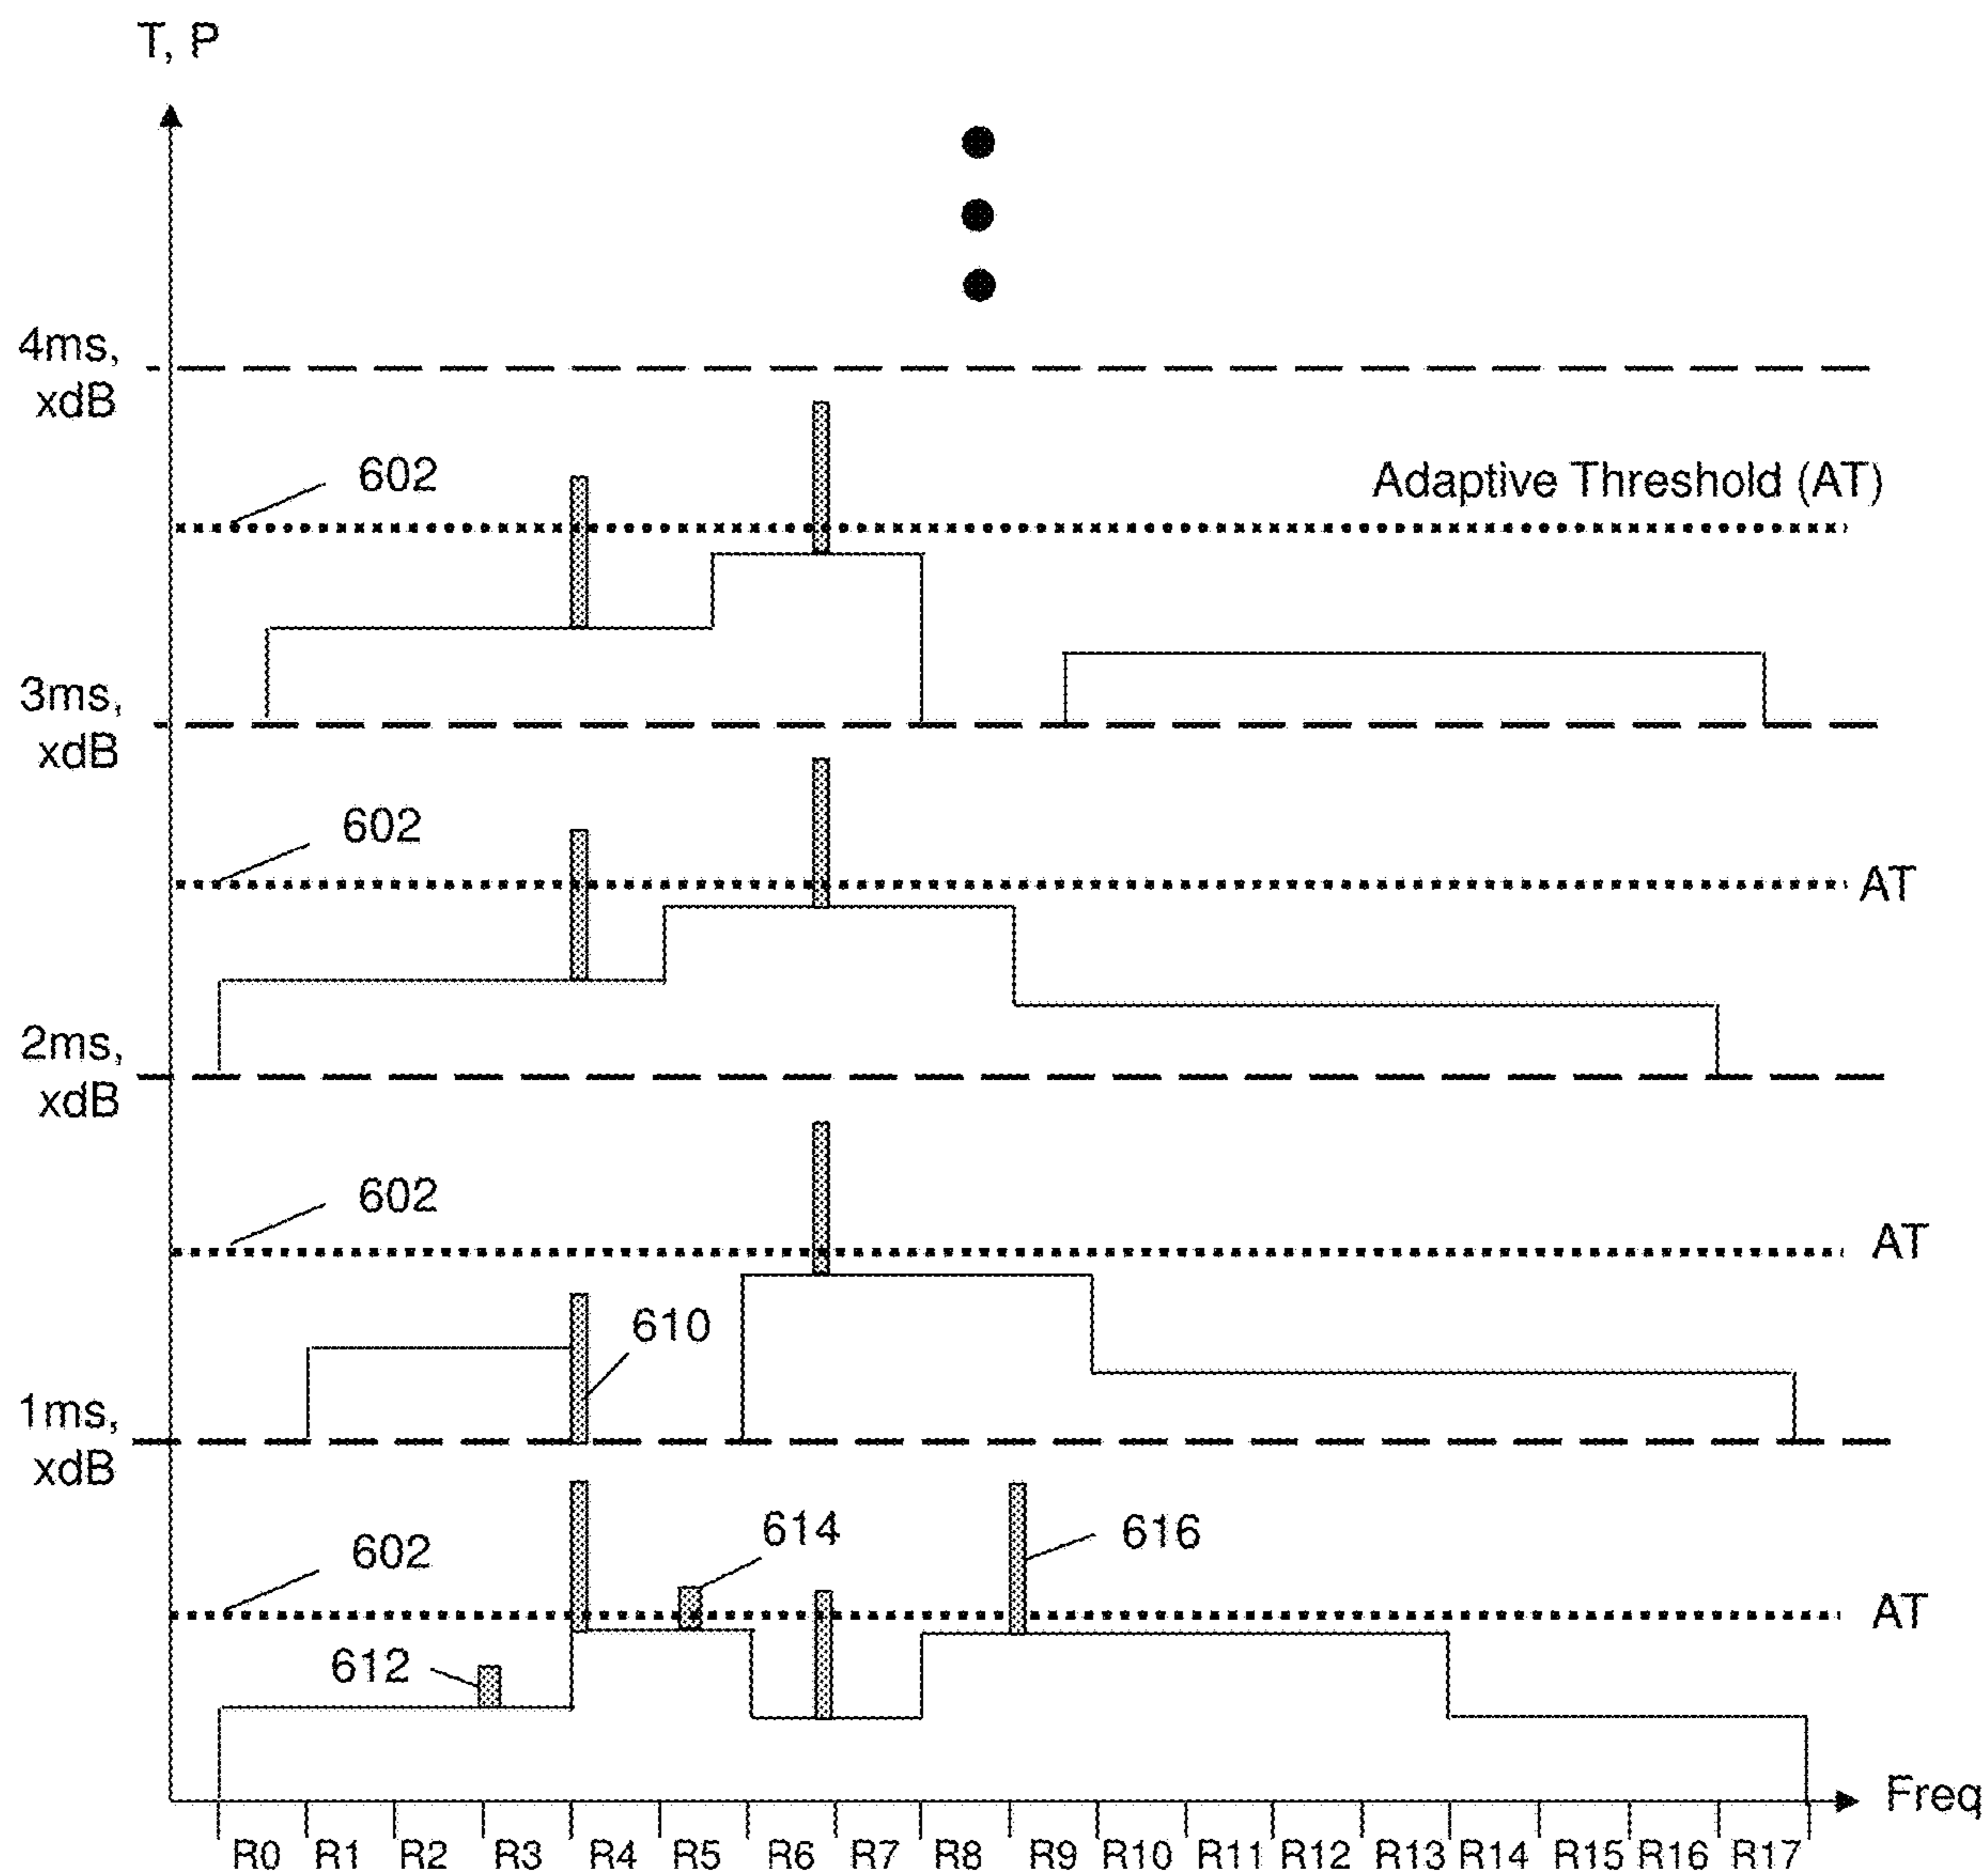 T, P
4ms,
xdB
602
Adaptive Threshold (AT)
3ms,
xdB
602
AT
2ms,
xdB
602
AT
610
1ms,
xdB
602
614
616
AT
612
Freq
R0 R1 R2 R3 R4 R5 R6 R7 R8 R9 R10 R11 R12 R13 R14 R15 R16 R17